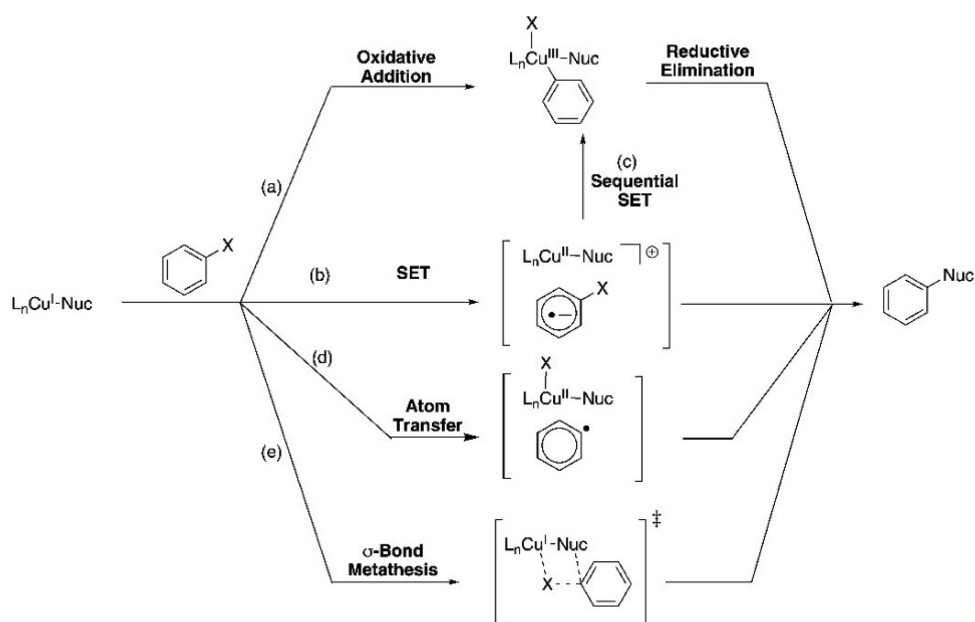 X
Oxidative
Addition
LnCuIII-Nuc
Reductive
Elimination
(a)
(c)
Sequential
SET
X
(b)
SET
LnCuII-Nuc
⊕
X
LnCuI-Nuc
Nuc
(d)
X
Atom
Transfer
LnCuII-Nuc
(e)
‡
σ-Bond
Metathesis
LnCuI-Nuc
X